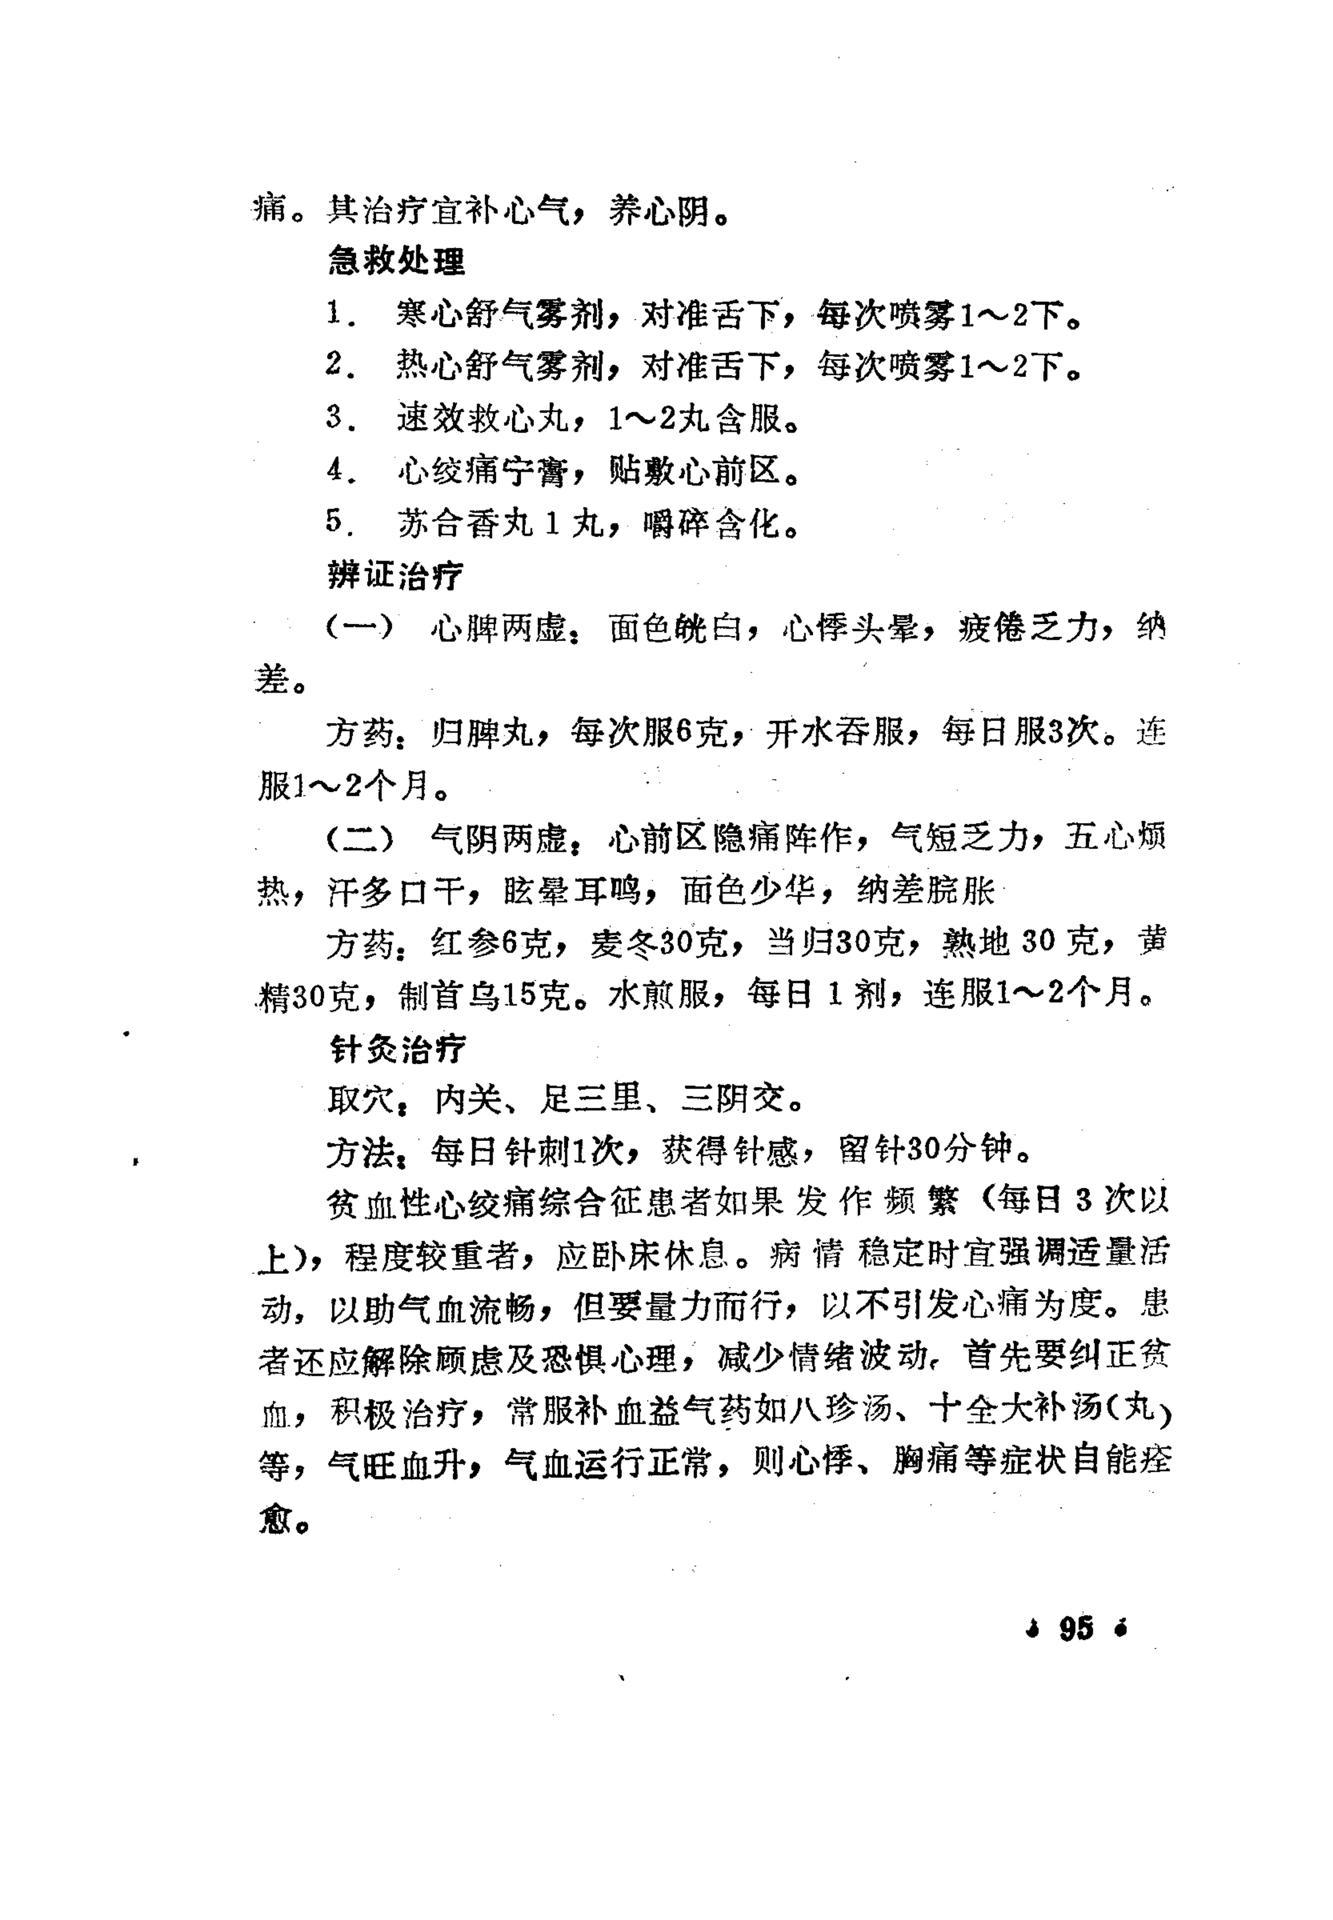 痛。其治疗宜补心气，养心阴。
急救处理
1. 寒心舒气雾剂，对准舌下，每次喷雾1～2下。
2. 热心舒气雾剂，对准舌下，每次喷雾1～2下。
3. 速效救心丸，1～2丸含服。
4. 心绞痛宁膏，贴敷心前区。
5. 苏合香丸1丸，嚼碎含化。
辨证治疗
（一） 心脾两虚：面色㿠白，心悸头晕，疲倦乏力，纳
差。
方药：归脾丸，每次服6克，开水吞服，每日服3次。连
服1～2个月。
（二） 气阴两虚：心前区隐痛阵作，气短乏力，五心烦
热，汗多口干，眩晕耳鸣，面色少华，纳差脘胀
方药：红参6克，麦冬30克，当归30克，熟地30克，黄
精30克，制首乌15克。水煎服，每日1剂，连服1～2个月。
针灸治疗
取穴：内关、足三里、三阴交。
方法：每日针刺1次，获得针感，留针30分钟。
贫血性心绞痛综合征患者如果发作频繁（每日3次以
上），程度较重者，应卧床休息。病情稳定时宜强调适量活
动，以助气血流畅，但要量力而行，以不引发心痛为度。患
者还应解除顾虑及恐惧心理，减少情绪波动，首先要纠正贫
血，积极治疗，常服补血益气药如八珍汤、十全大补汤（丸）
等，气旺血升，气血运行正常，则心悸、胸痛等症状自能痊
愈。
95